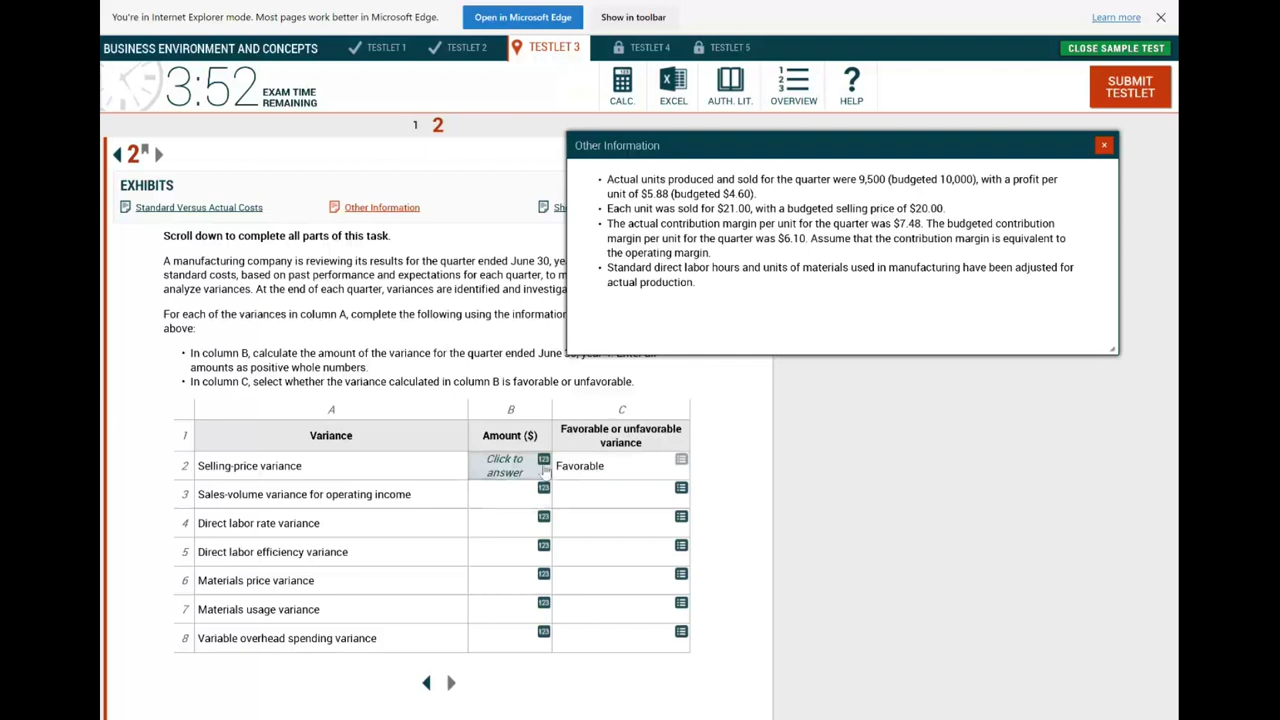 You're in Internet Explorer mode. Most pages work better in Microsoft Edge.
Open in Microsoft Edge
Show in toolbar
Learn more
BUSINESS ENVIRONMENT AND CONCEPTS
TESTLET 1
TESTLET 2
TESTLET 3
TESTLET 4
TESTLET 5
CLOSE SAMPLE TEST
3:52
EXAM TIME
REMAINING
CALC.
EXCEL
AUTH. LIT.
OVERVIEW
HELP
SUBMIT
TESTLET
1 2
2
EXHIBITS
Standard Versus Actual Costs
Other Information
Other Information
• Actual units produced and sold for the quarter were 9,500 (budgeted 10,000), with a profit per
unit of $5.88 (budgeted $4.60).
• Each unit was sold for $21.00, with a budgeted selling price of $20.00.
• The actual contribution margin per unit for the quarter was $7.48. The budgeted contribution
margin per unit for the quarter was $6.10. Assume that the contribution margin is equivalent to
the operating margin.
• Standard direct labor hours and units of materials used in manufacturing have been adjusted for
actual production.
Scroll down to complete all parts of this task.
A manufacturing company is reviewing its results for the quarter ended June 30,
standard costs, based on past performance and expectations for each quarter, to
analyze variances. At the end of each quarter, variances are identified and
For each of the variances in column A, complete the following using the
above:
• In column B, calculate the amount of the variance for the quarter ended June
amounts as positive whole numbers.
• In column C, select whether the variance calculated in column B is favorable or unfavorable.
A B C
1 Variance Amount ($) Favorable or unfavorable
variance
2 Selling-price variance Click to
answer 123 Favorable
3 Sales-volume variance for operating income 123
4 Direct labor rate variance 123
5 Direct labor efficiency variance 123
6 Materials price variance 123
7 Materials usage variance 123
8 Variable overhead spending variance 123